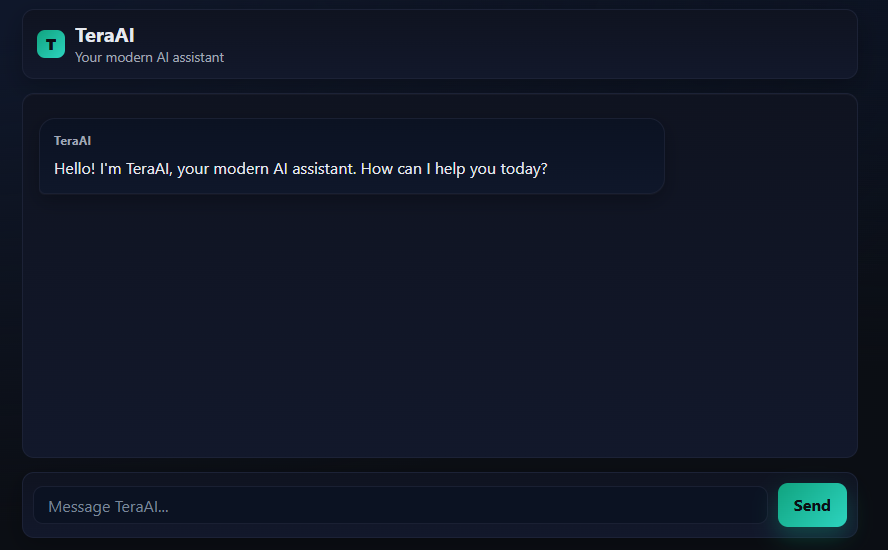 T
TeraAI
Your modern AI assistant
TeraAI
Hello! I'm TeraAI, your modern AI assistant. How can I help you today?
Message TeraAI...
Send